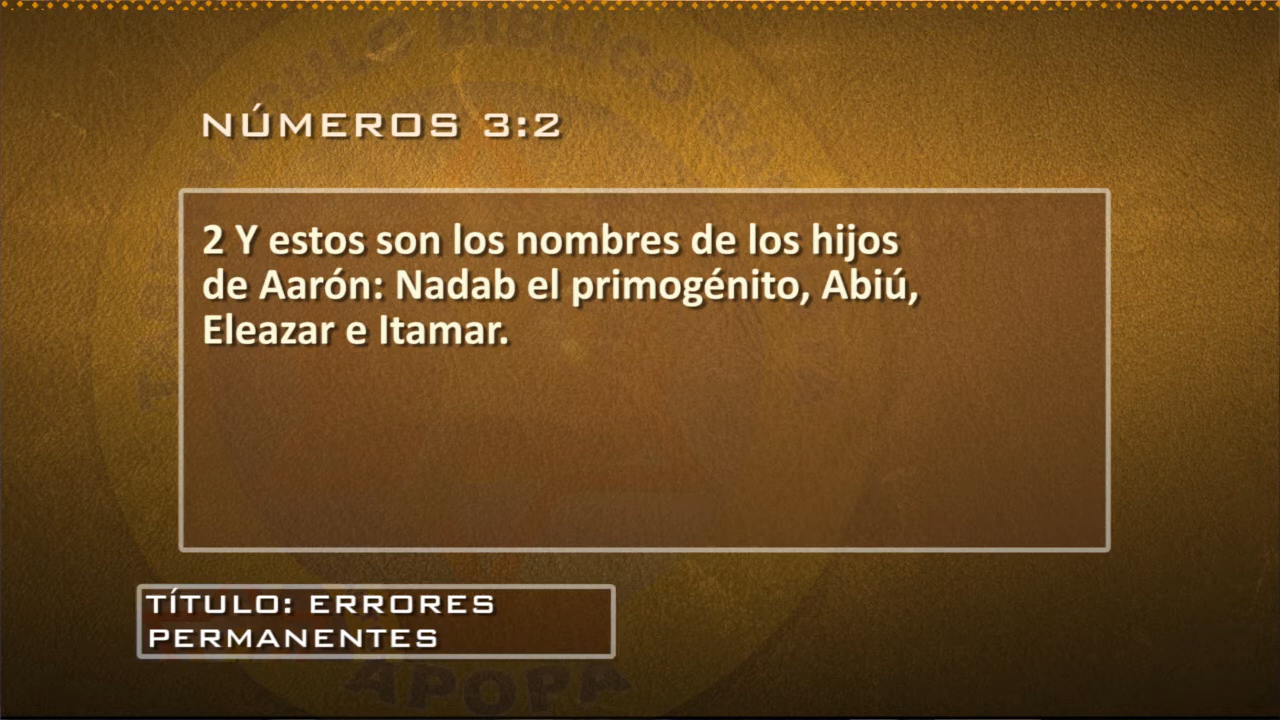 NÚMEROS 3:2
2 Y estos son los nombres de los hijos
de Aarón: Nadab el primogénito, Abiú,
Eleazar e Itamar.
TÍTULO: ERRORES
PERMANENTES
APOPA